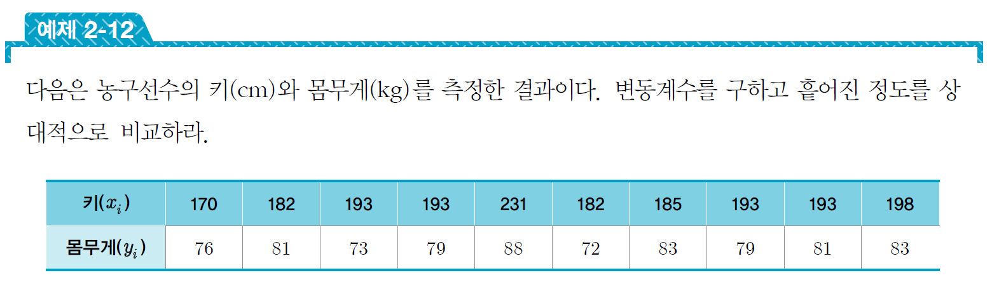 예제 2-12
다음은 농구선수의 키(cm)와 몸무게(kg)를 측정한 결과이다. 변동계수를 구하고 흩어진 정도를 상
대적으로 비교하라.
키(xᵢ) 170 182 193 193 231 182 185 193 193 198
몸무게(yᵢ) 76 81 73 79 88 72 83 79 81 83